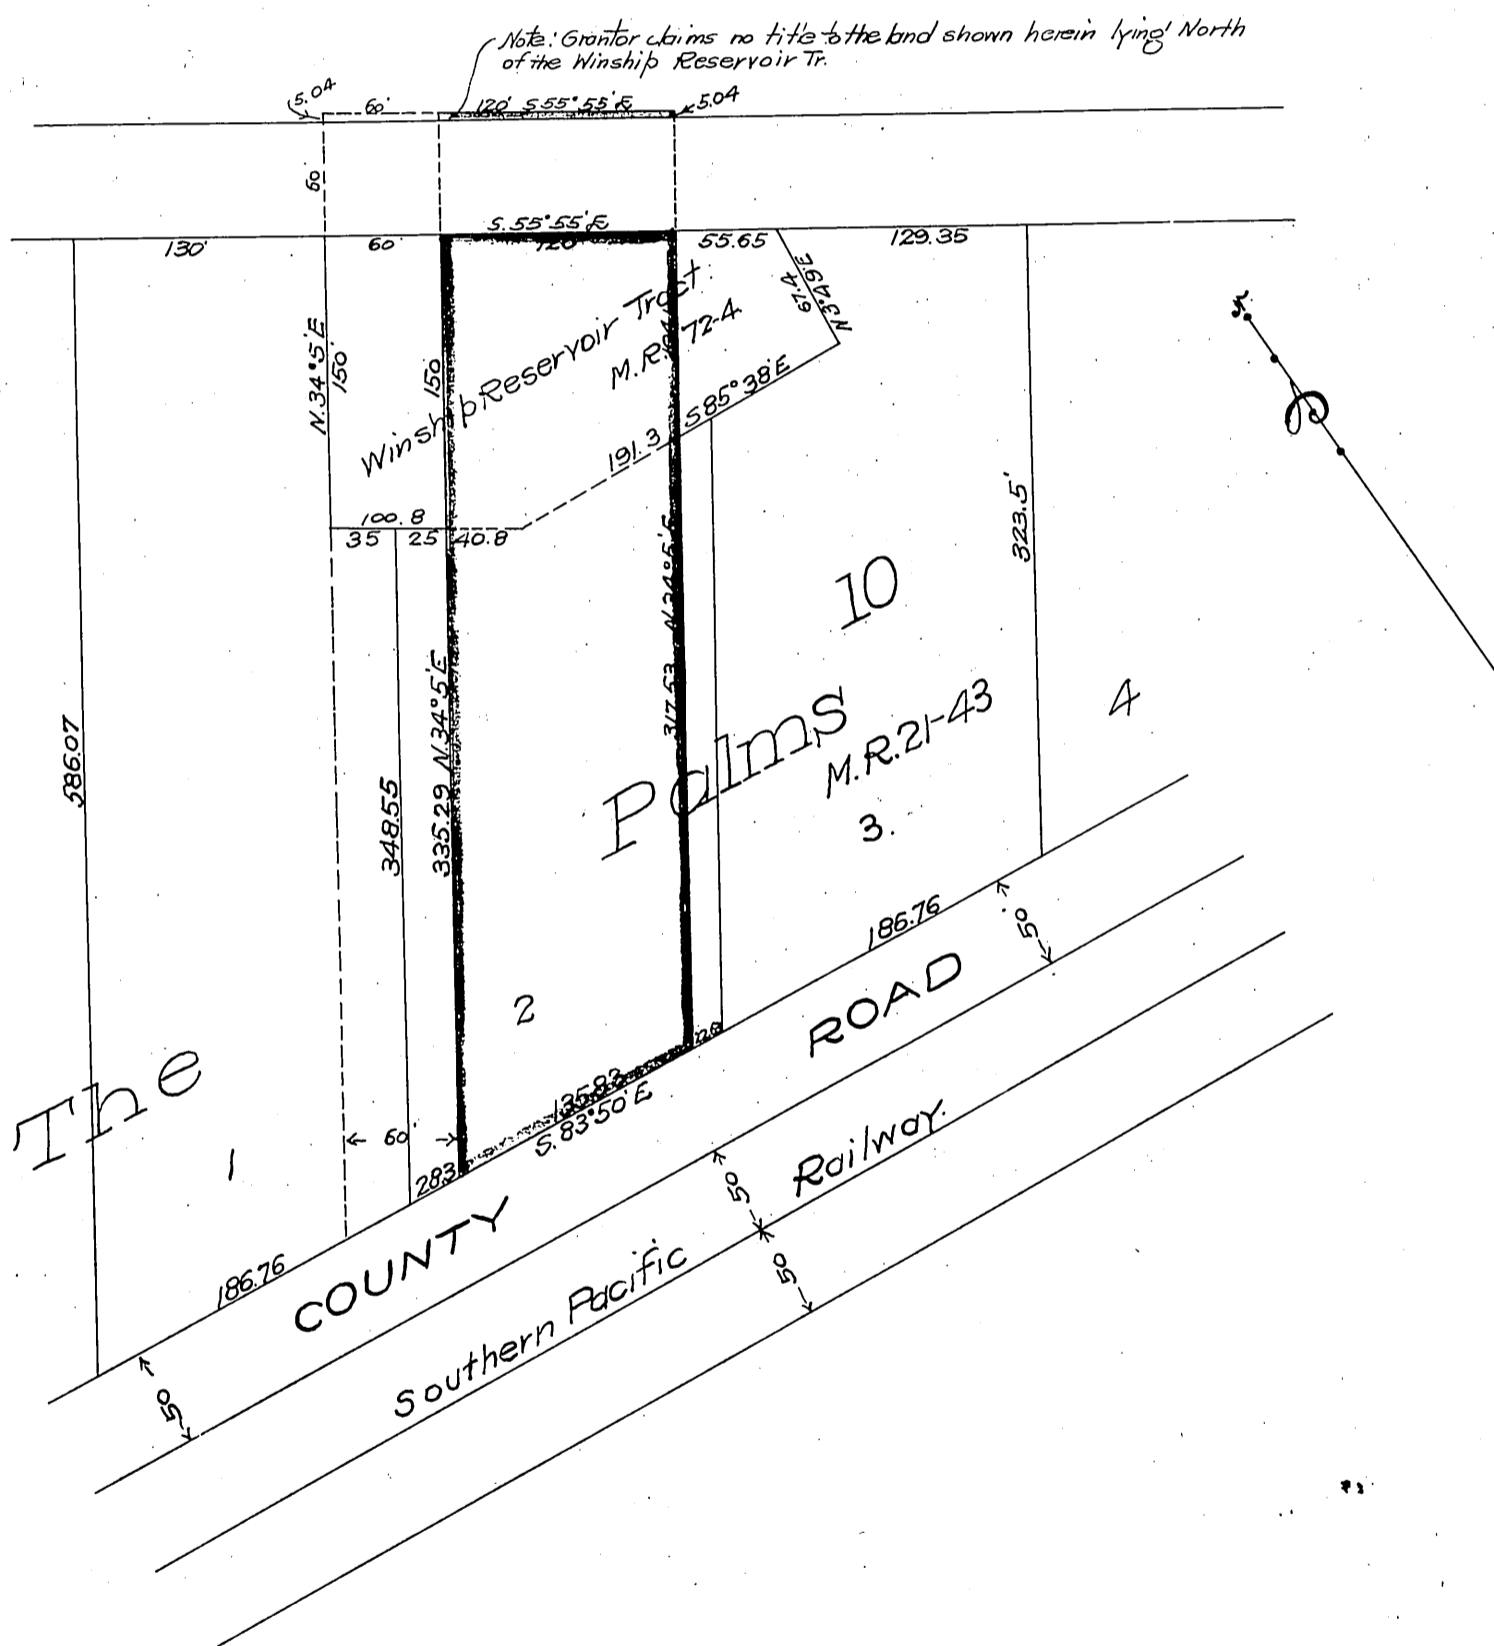 Note: Grantor claims no title to the land shown herein lying North
of the Winship Reservoir Tr.
5.04
60'
120' S 55° 55' E
5.04
60'
S. 55° 55' E
130'
60'
120'
55.65
129.35
67.4
N 3° 49' E
Winship Reservoir Tract
M.R. 72-4
N. 34° 5' E
150'
150
S 85° 38' E
191.3
100.8
35
25
40.8
323.5'
10
N. 34° 5' E
317.53
Palms
M.R. 21-43
3.
4
586.07
348.55
335.29 N. 34° 5' E
186.76
50'
ROAD
2
135.83
S. 83° 50' E
The
1
60'
28.3
COUNTY
186.76
50
Railway.
50
Southern Pacific
50